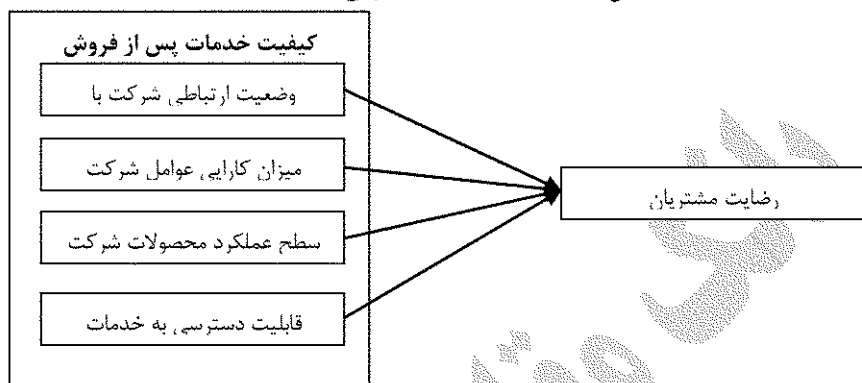 کیفیت خدمات پس از فروش
وضعیت ارتباطی شرکت با
میزان کارایی عوامل شرکت
سطح عملکرد محصولات شرکت
قابلیت دسترسی به خدمات
رضایت مشتریان